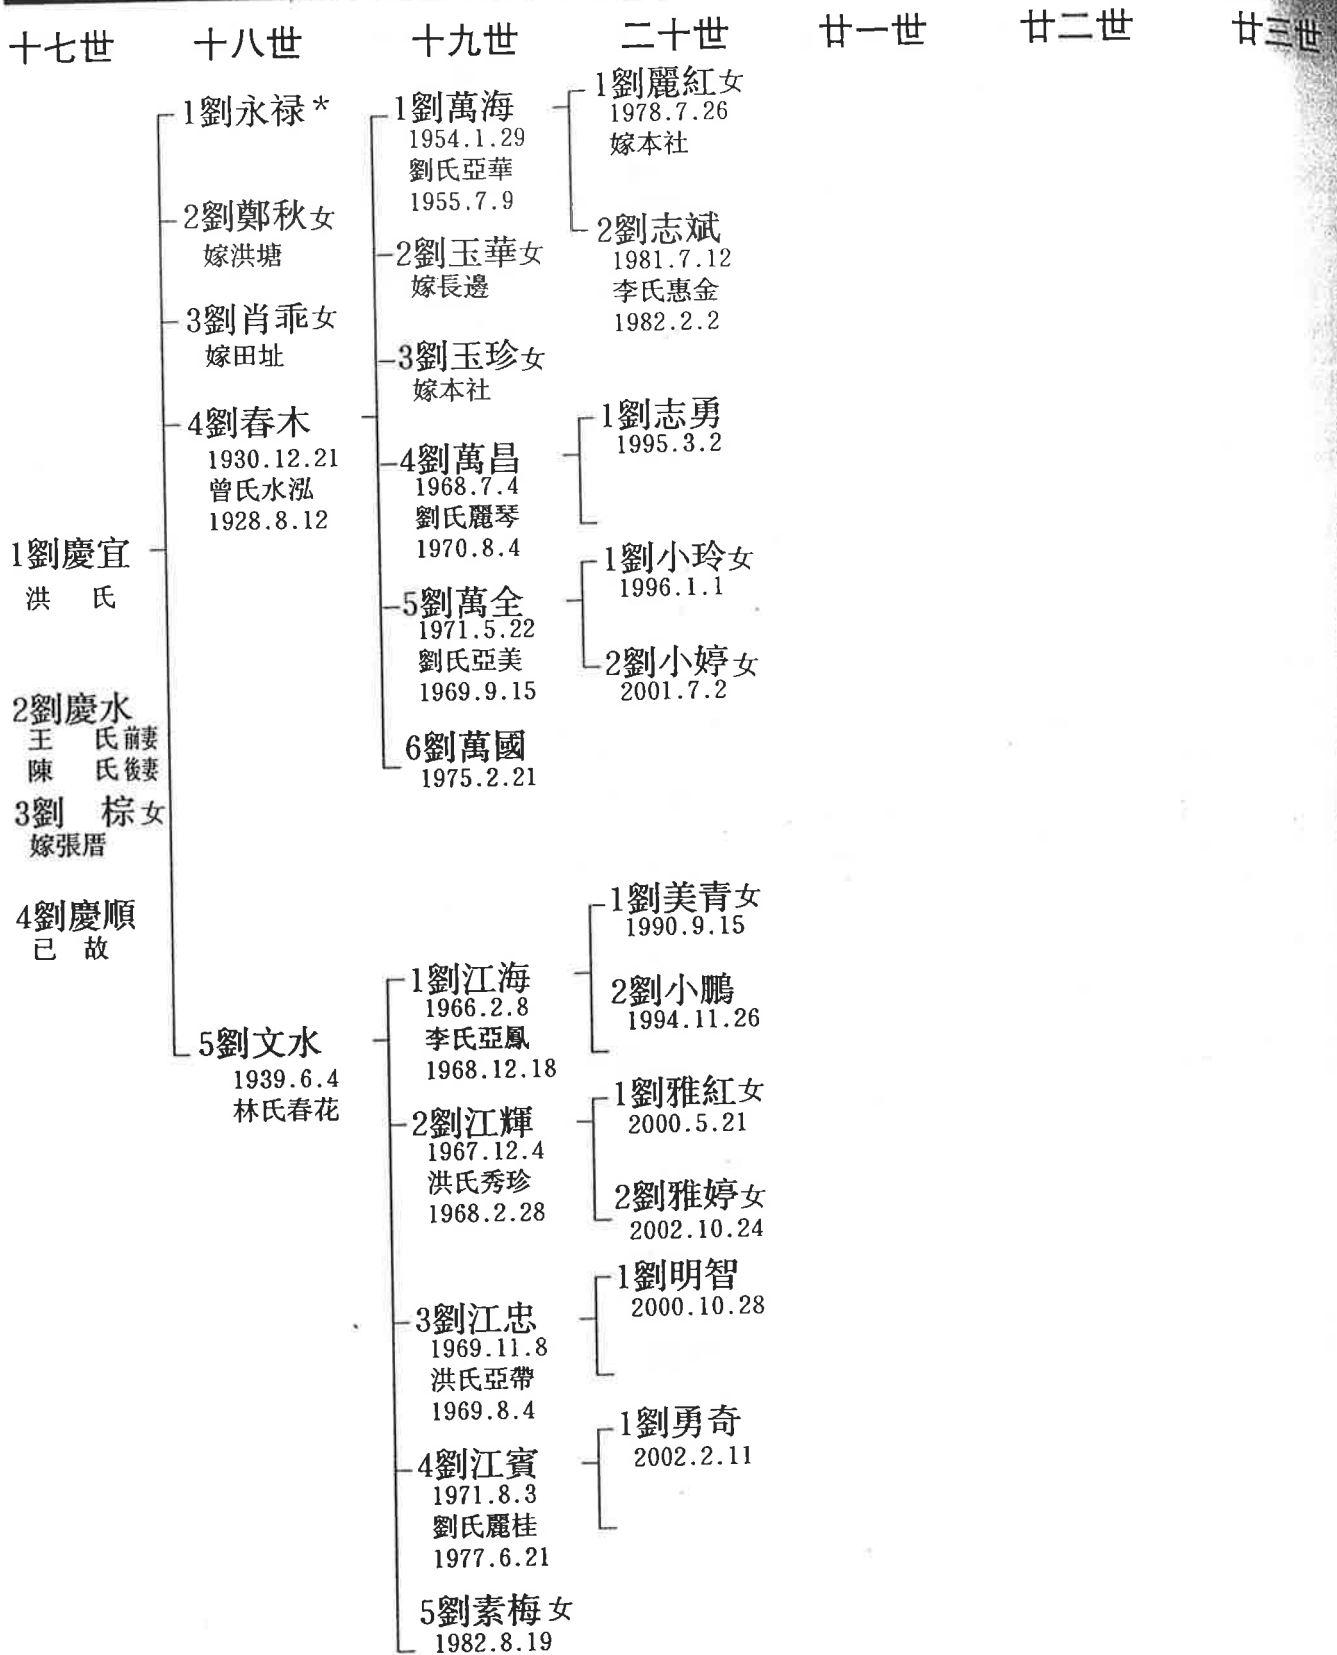 十七世 十八世 十九世 二十世 廿一世 廿二世 廿三世
1劉慶宜
洪 氏
2劉慶水
王 氏前妻
陳 氏後妻
3劉 棕女
嫁張厝
4劉慶順
已 故
1劉永禄*
2劉鄭秋女
嫁洪塘
3劉肖乖女
嫁田址
4劉春木
1930.12.21
曾氏水泓
1928.8.12
5劉文水
1939.6.4
林氏春花
1劉萬海
1954.1.29
劉氏亞華
1955.7.9
2劉玉華女
嫁長邊
3劉玉珍女
嫁本社
4劉萬昌
1968.7.4
劉氏麗琴
1970.8.4
5劉萬全
1971.5.22
劉氏亞美
1969.9.15
6劉萬國
1975.2.21
1劉江海
1966.2.8
李氏亞鳳
1968.12.18
2劉江輝
1967.12.4
洪氏秀珍
1968.2.28
3劉江忠
1969.11.8
洪氏亞帶
1969.8.4
4劉江賓
1971.8.3
劉氏麗桂
1977.6.21
5劉素梅女
1982.8.19
1劉麗紅女
1978.7.26
嫁本社
2劉志斌
1981.7.12
李氏惠金
1982.2.2
1劉志勇
1995.3.2
1劉小玲女
1996.1.1
2劉小婷女
2001.7.2
1劉美青女
1990.9.15
2劉小鵬
1994.11.26
1劉雅紅女
2000.5.21
2劉雅婷女
2002.10.24
1劉明智
2000.10.28
1劉勇奇
2002.2.11